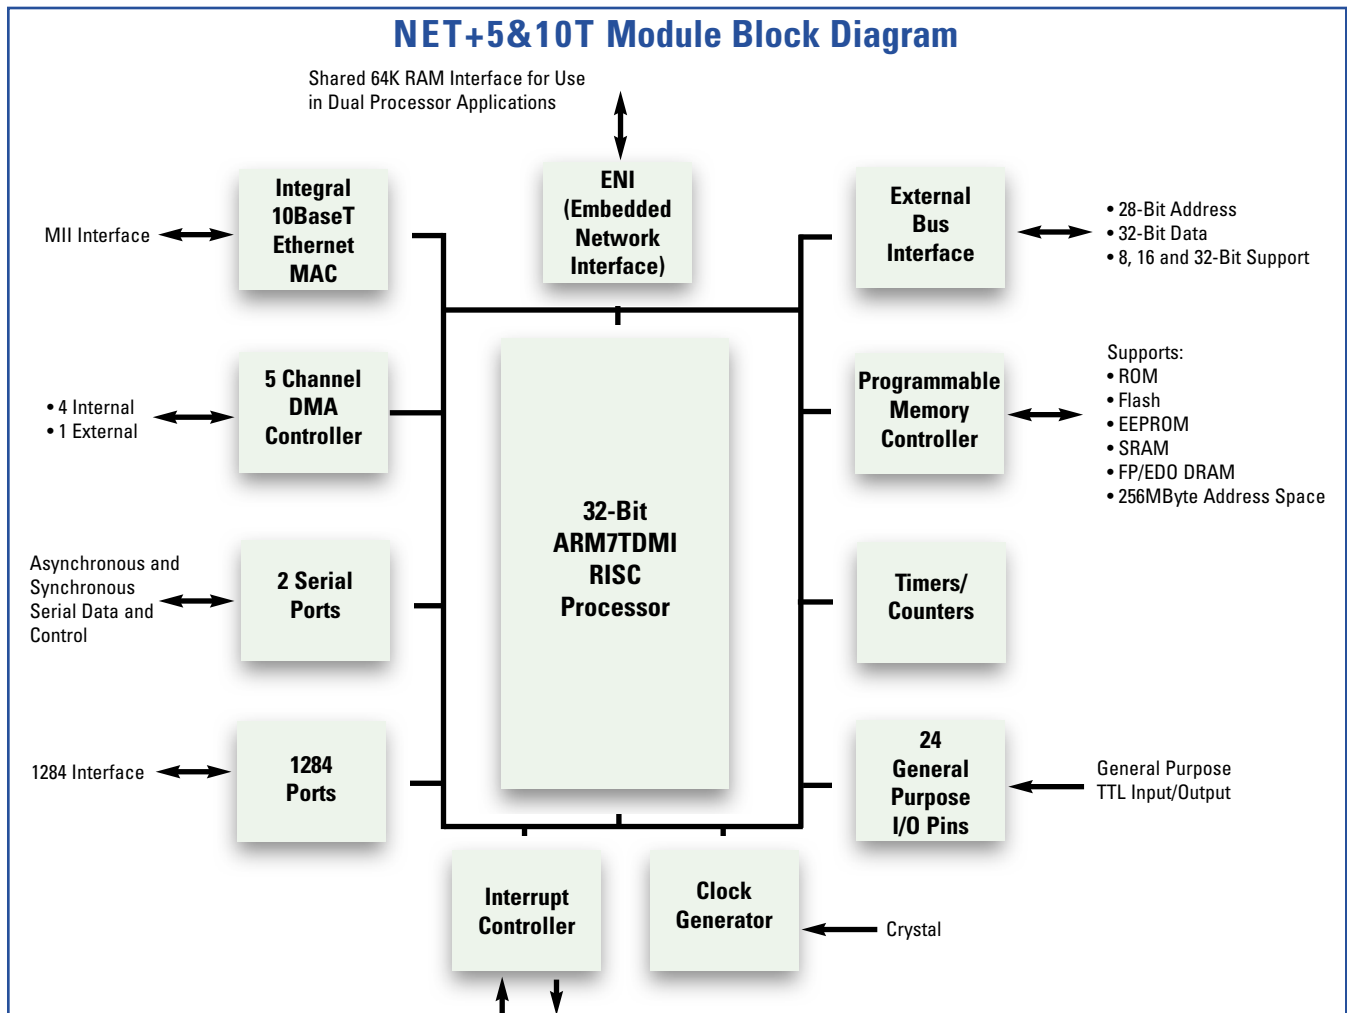 NET+5&10T Module Block Diagram
Shared 64K RAM Interface for Use
in Dual Processor Applications
Integral
10BaseT
Ethernet
MAC
MII Interface
ENI
(Embedded
Network
Interface)
External
Bus
Interface
• 28-Bit Address
• 32-Bit Data
• 8, 16 and 32-Bit Support
5 Channel
DMA
Controller
• 4 Internal
• 1 External
Programmable
Memory
Controller
Supports:
• ROM
• Flash
• EEPROM
• SRAM
• FP/EDO DRAM
• 256MByte Address Space
32-Bit
ARM7TDMI
RISC
Processor
Asynchronous and
Synchronous
Serial Data and
Control
2 Serial
Ports
Timers/
Counters
1284 Interface
1284
Ports
24
General
Purpose
I/O Pins
General Purpose
TTL Input/Output
Interrupt
Controller
Clock
Generator
Crystal